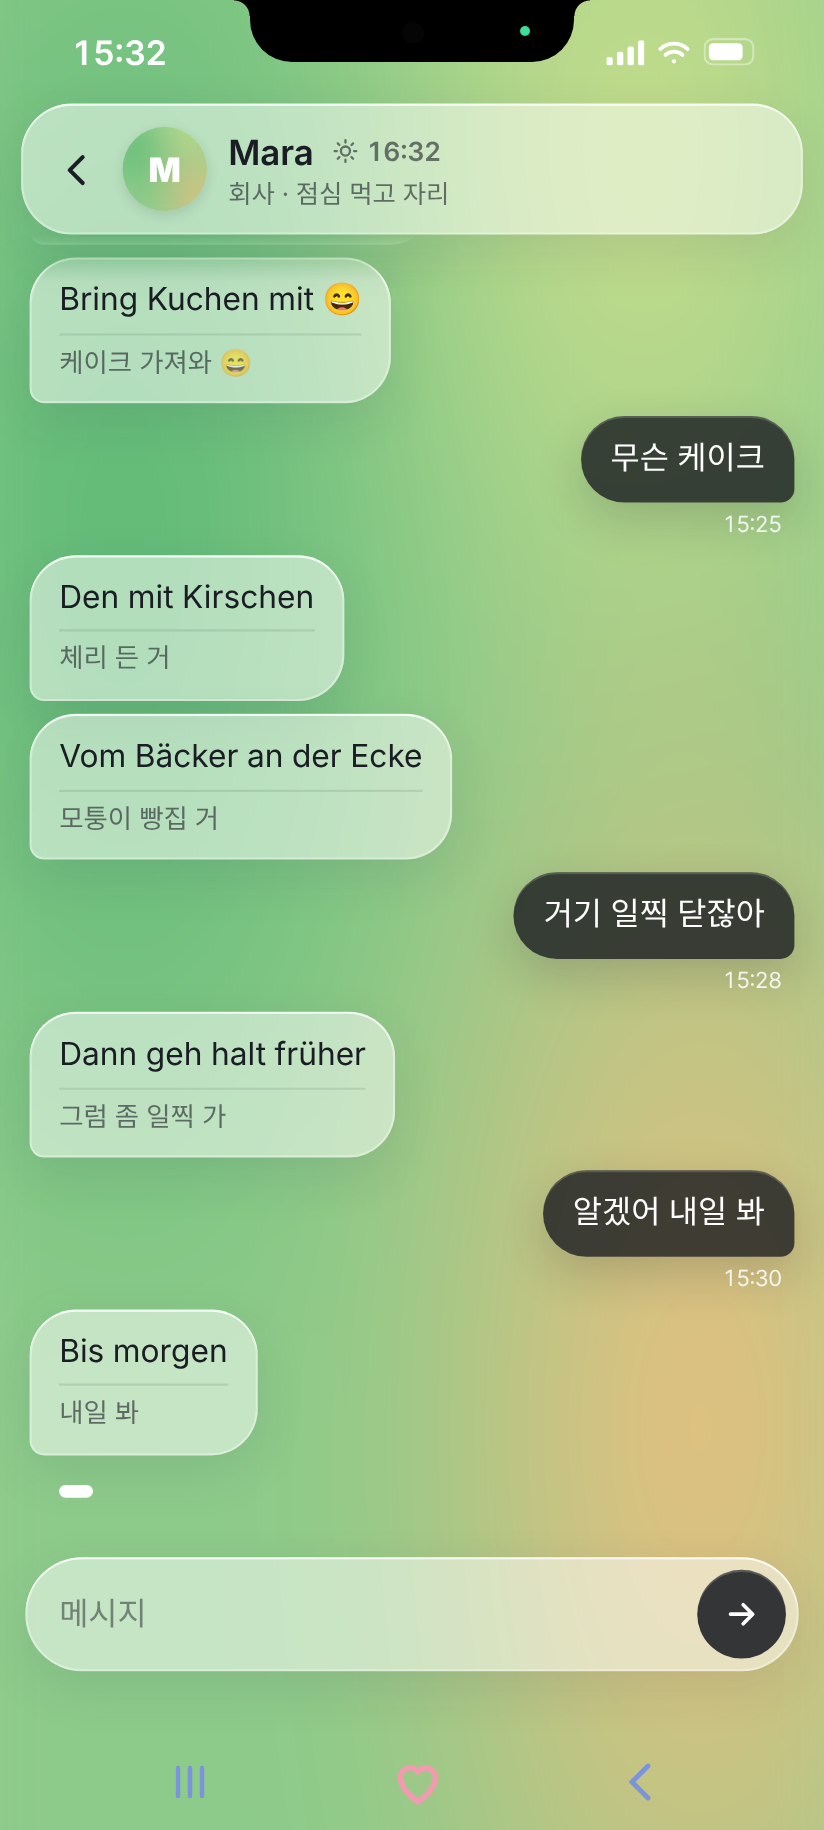 15:32
M
Mara 16:32
회사 · 점심 먹고 자리
Bring Kuchen mit 😄
케이크 가져와 😄
무슨 케이크
15:25
Den mit Kirschen
체리 든 거
Vom Bäcker an der Ecke
모퉁이 빵집 거
거기 일찍 닫잖아
15:28
Dann geh halt früher
그럼 좀 일찍 가
알겠어 내일 봐
15:30
Bis morgen
내일 봐
메시지